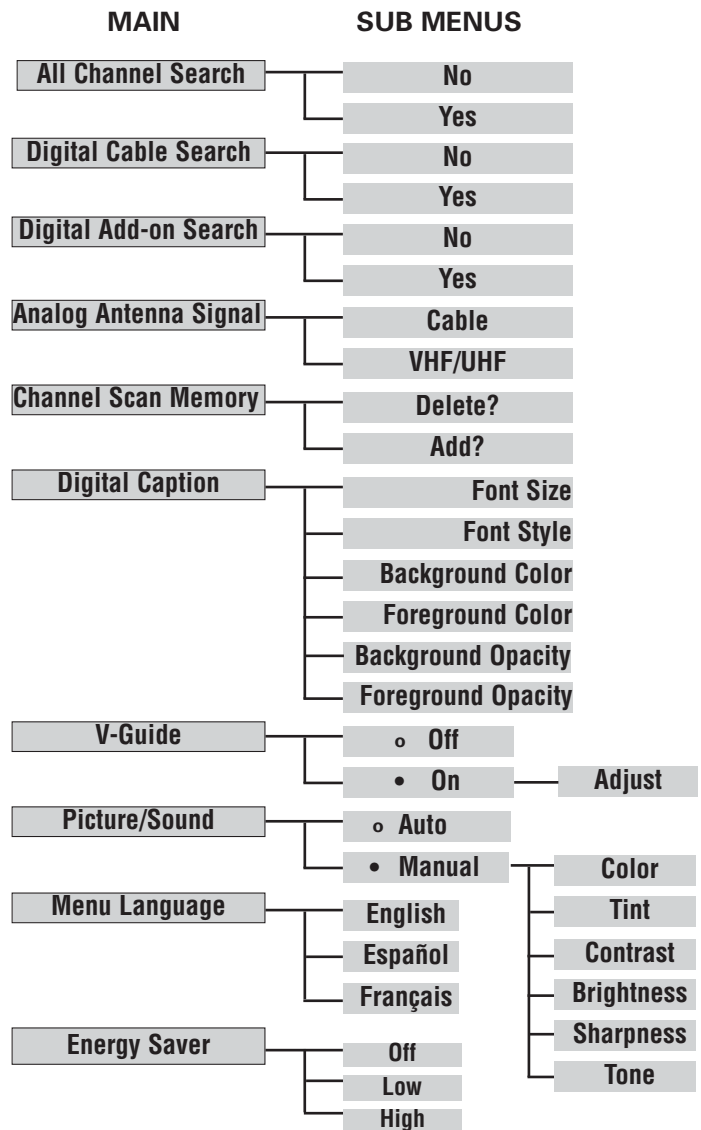 MAIN SUB MENUS
All Channel Search No
Yes
Digital Cable Search No
Yes
Digital Add-on Search No
Yes
Analog Antenna Signal Cable
VHF/UHF
Channel Scan Memory Delete?
Add?
Digital Caption Font Size
Font Style
Background Color
Foreground Color
Background Opacity
Foreground Opacity
V-Guide o Off
• On Adjust
Picture/Sound o Auto
• Manual Color
Menu Language English Tint
Español Contrast
Français Brightness
Energy Saver Off Sharpness
Low Tone
High